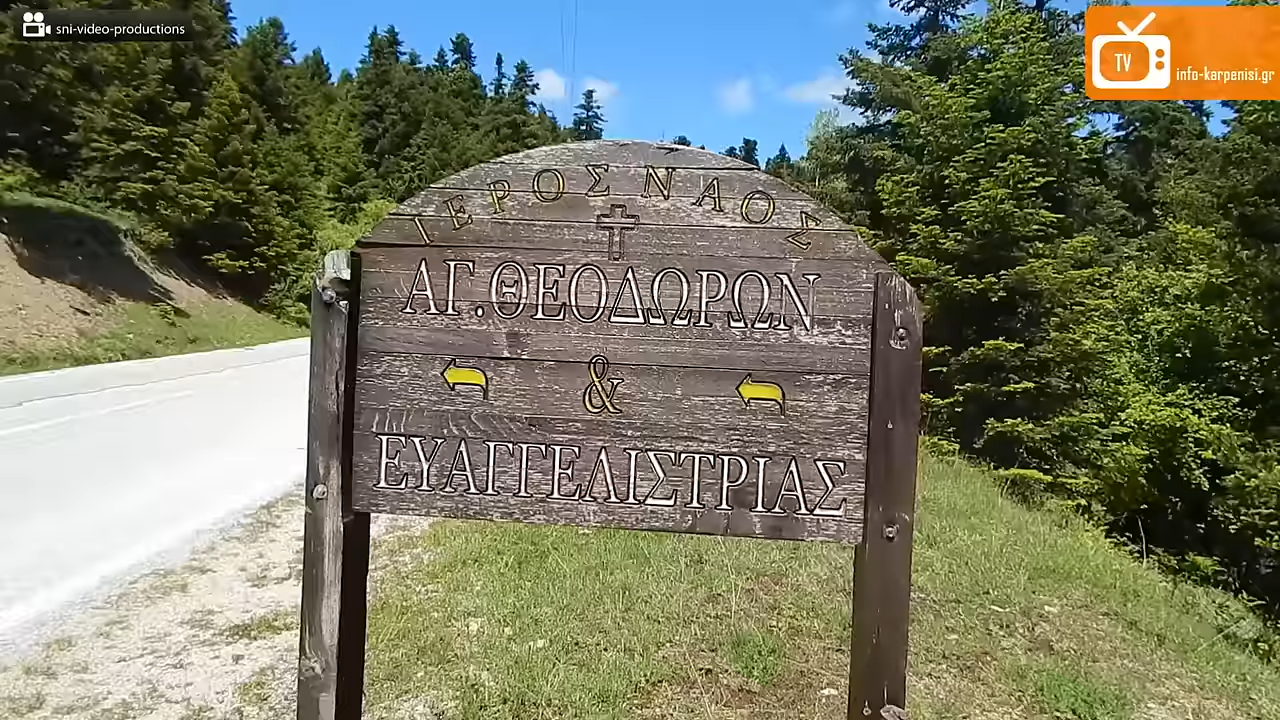 sni-video-productions
TV
info-karpenisi.gr
ΙΕΡΟΣ ΝΑΟΣ
ΑΓ.ΘΕΟΔΩΡΩΝ
&
ΕΥΑΓΓΕΛΙΣΤΡΙΑΣ